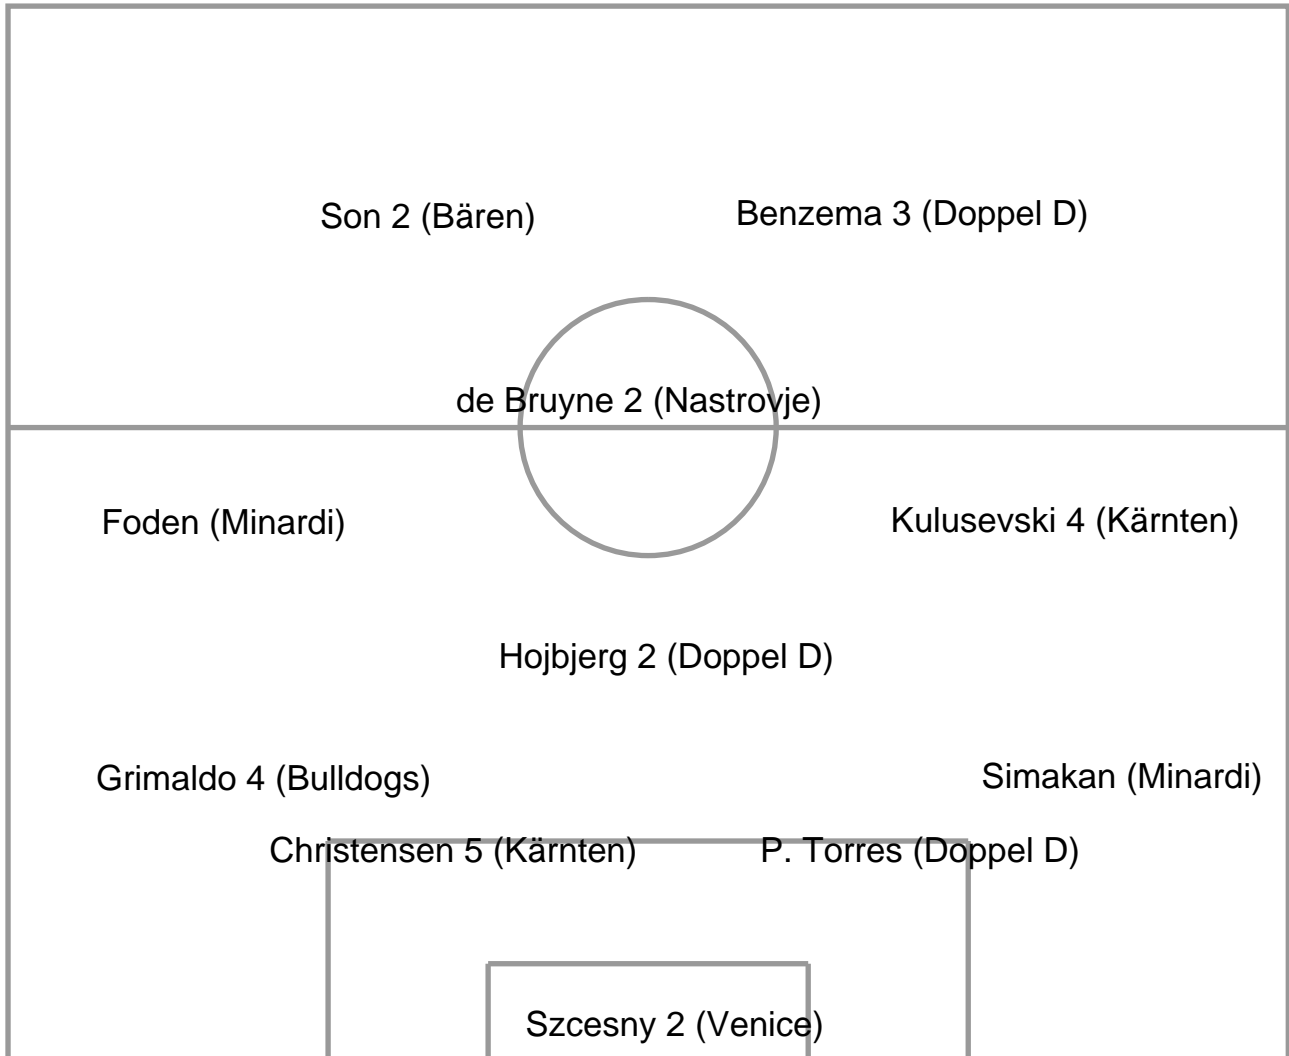 Son 2 (Bären)
Benzema 3 (Doppel D)
de Bruyne 2 (Nastrovje)
Foden (Minardi)
Kulusevski 4 (Kärnten)
Hojbjerg 2 (Doppel D)
Grimaldo 4 (Bulldogs)
Simakan (Minardi)
Christensen 5 (Kärnten)
P. Torres (Doppel D)
Szcesny 2 (Venice)